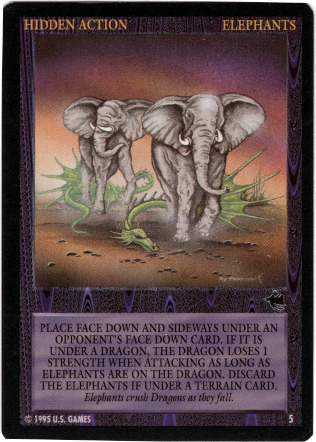 HIDDEN ACTION ELEPHANTS
PLACE FACE DOWN AND SIDEWAYS UNDER AN
OPPONENT'S FACE DOWN CARD. IF IT IS
UNDER A DRAGON, THE DRAGON LOSES 1
STRENGTH WHEN ATTACKING AS LONG AS
ELEPHANTS ARE ON THE DRAGON. DISCARD
THE ELEPHANTS IF UNDER A TERRAIN CARD.
Elephants crush Dragons as they fall.
© 1995 U.S. GAMES 5